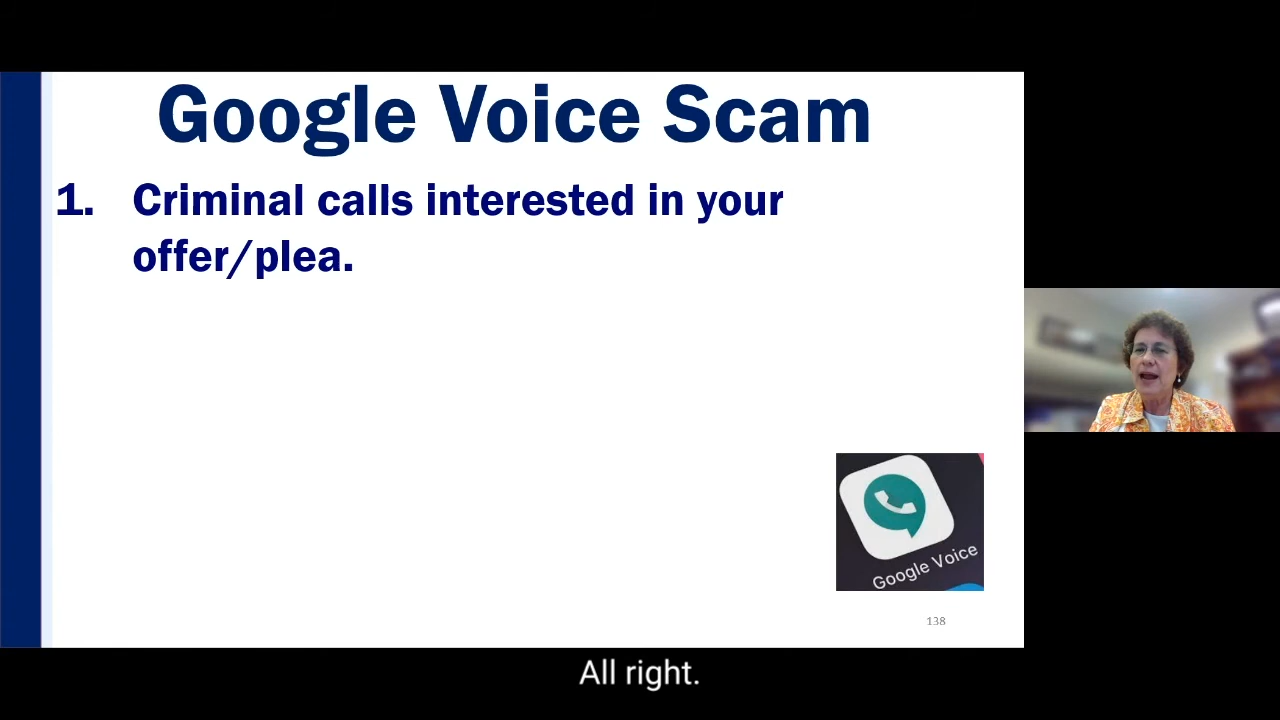 Google Voice Scam
1. Criminal calls interested in your
offer/plea.
Google Voice
138
All right.